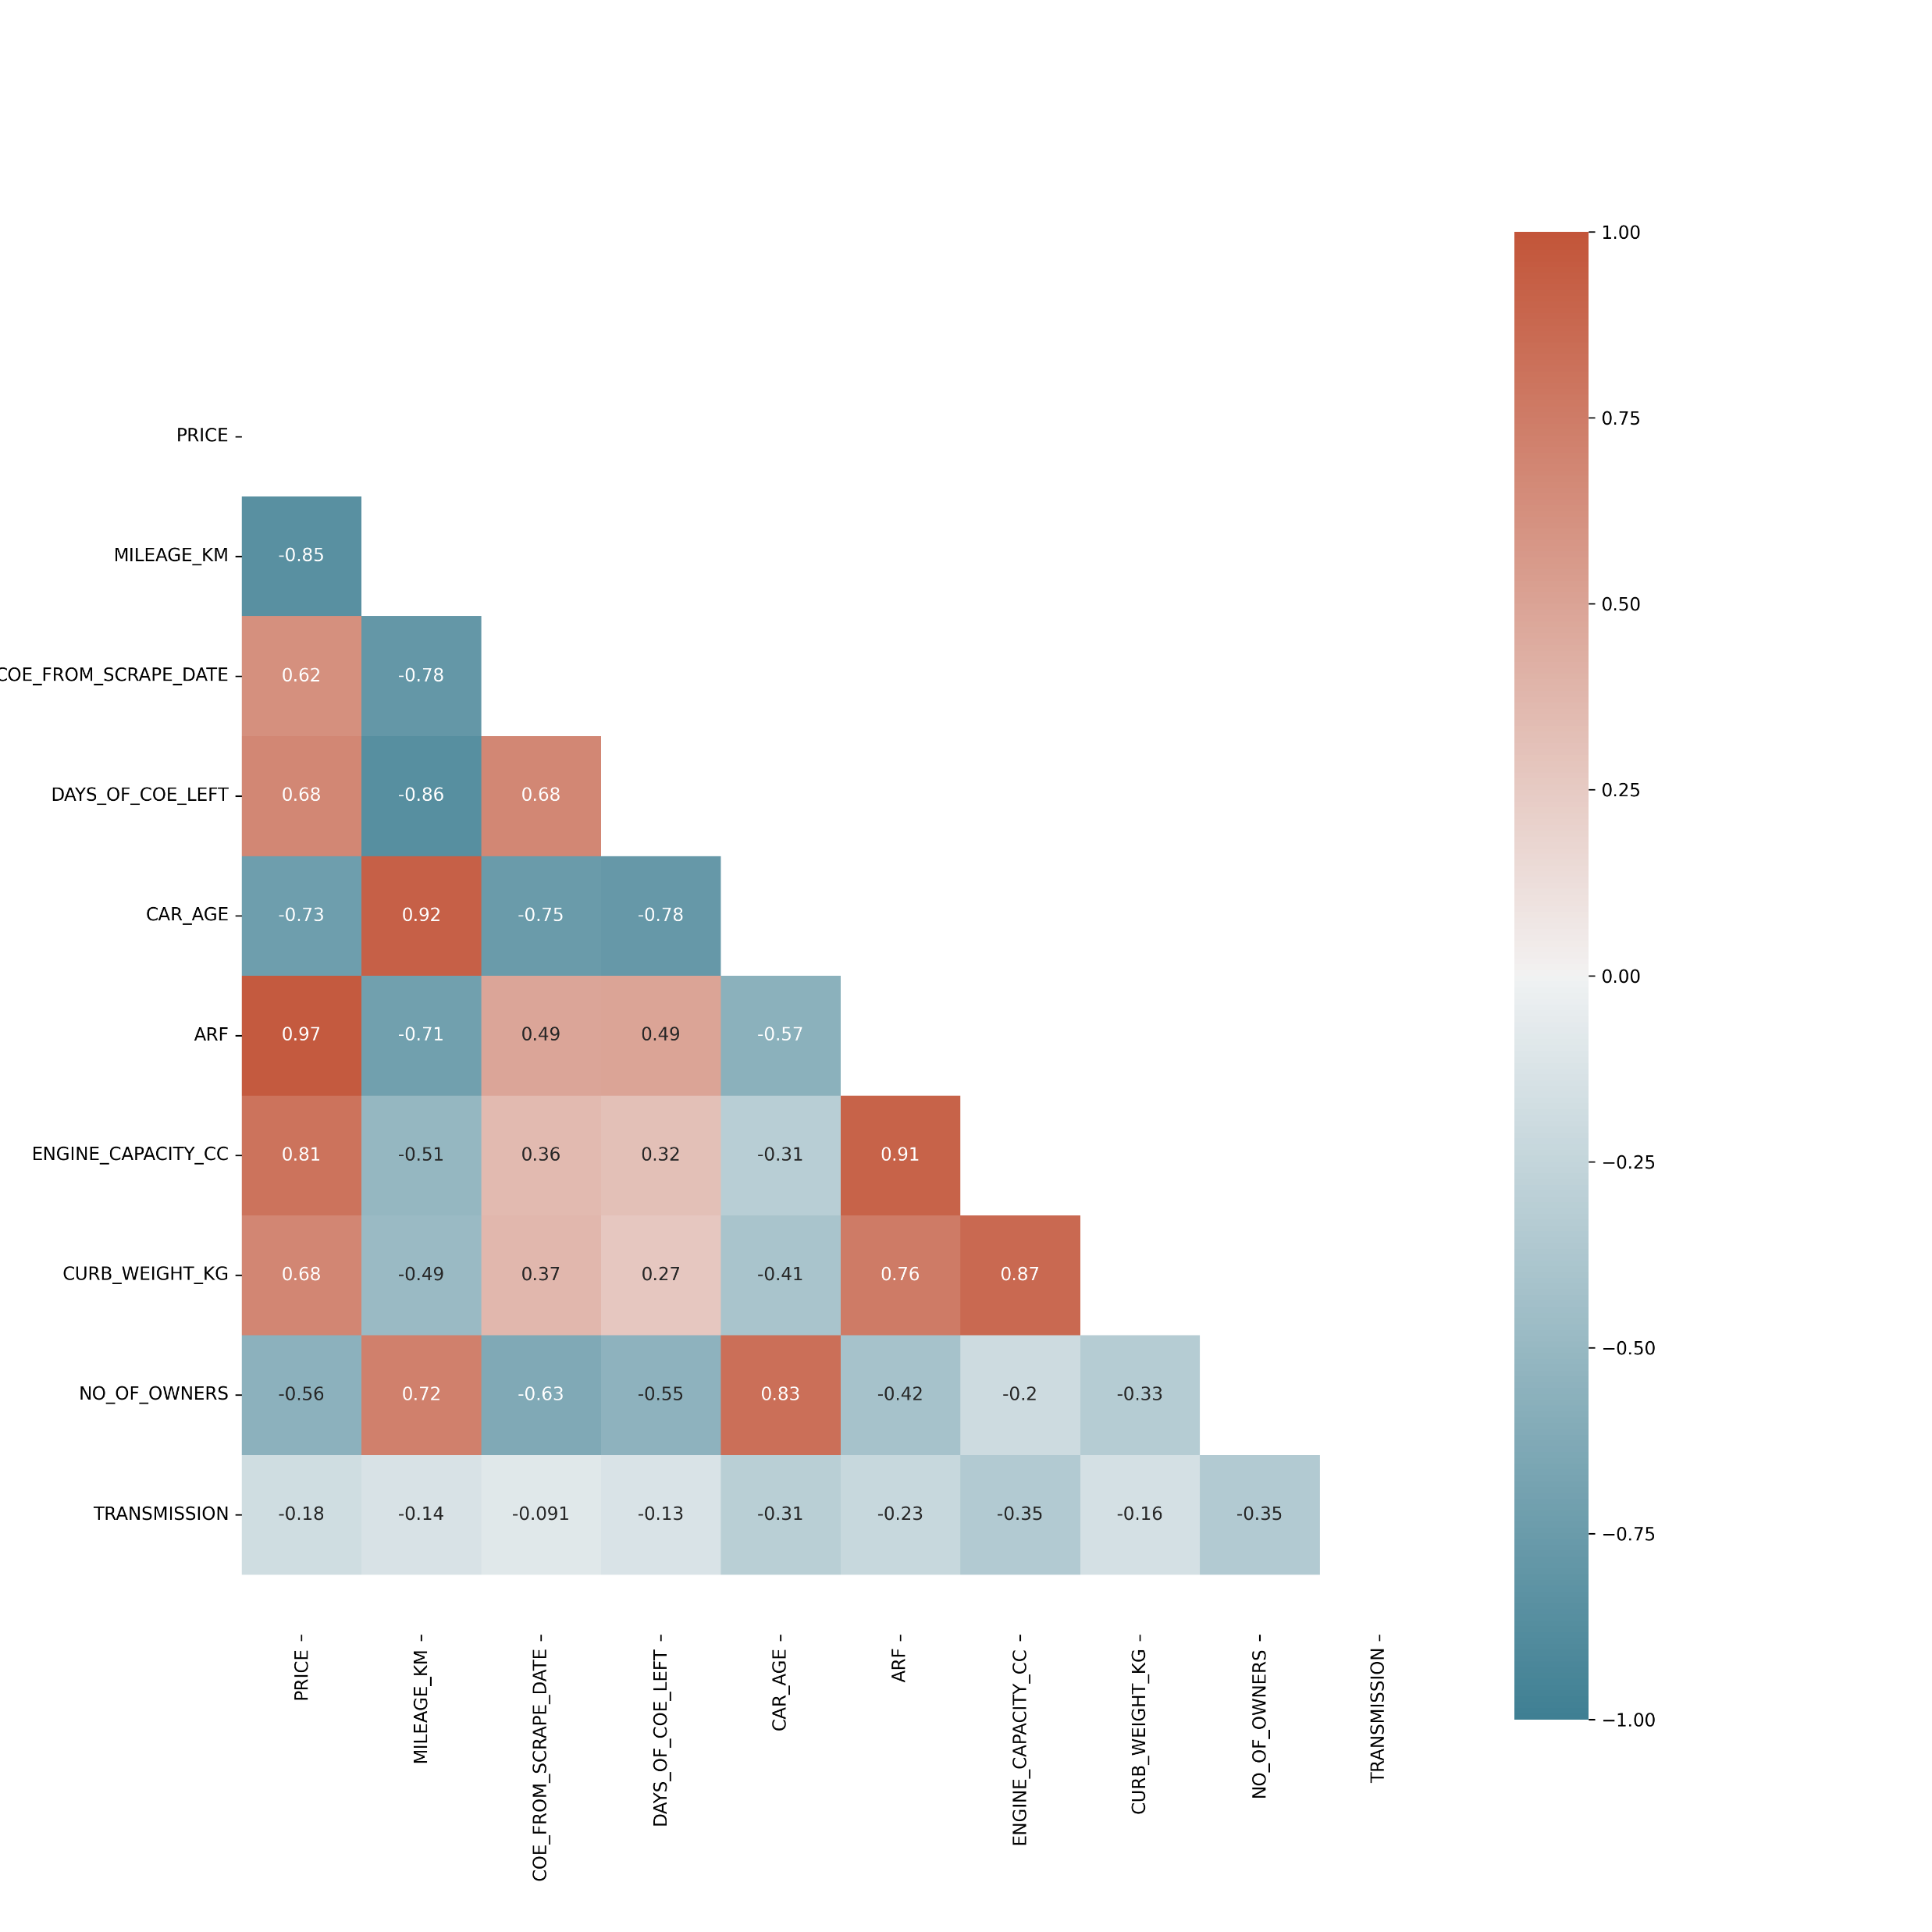 1.00
PRICE
0.75
MILEAGE_KM -0.85
0.50
COE_FROM_SCRAPE_DATE 0.62 -0.78
DAYS_OF_COE_LEFT 0.68 -0.86 0.68
0.25
CAR_AGE -0.73 0.92 -0.75 -0.78
0.00
ARF 0.97 -0.71 0.49 0.49 -0.57
ENGINE_CAPACITY_CC 0.81 -0.51 0.36 0.32 -0.31 0.91
−0.25
CURB_WEIGHT_KG 0.68 -0.49 0.37 0.27 -0.41 0.76 0.87
−0.50
NO_OF_OWNERS -0.56 0.72 -0.63 -0.55 0.83 -0.42 -0.2 -0.33
TRANSMISSION -0.18 -0.14 -0.091 -0.13 -0.31 -0.23 -0.35 -0.16 -0.35
−0.75
−1.00
PRICE
MILEAGE_KM
COE_FROM_SCRAPE_DATE
DAYS_OF_COE_LEFT
CAR_AGE
ARF
ENGINE_CAPACITY_CC
CURB_WEIGHT_KG
NO_OF_OWNERS
TRANSMISSION